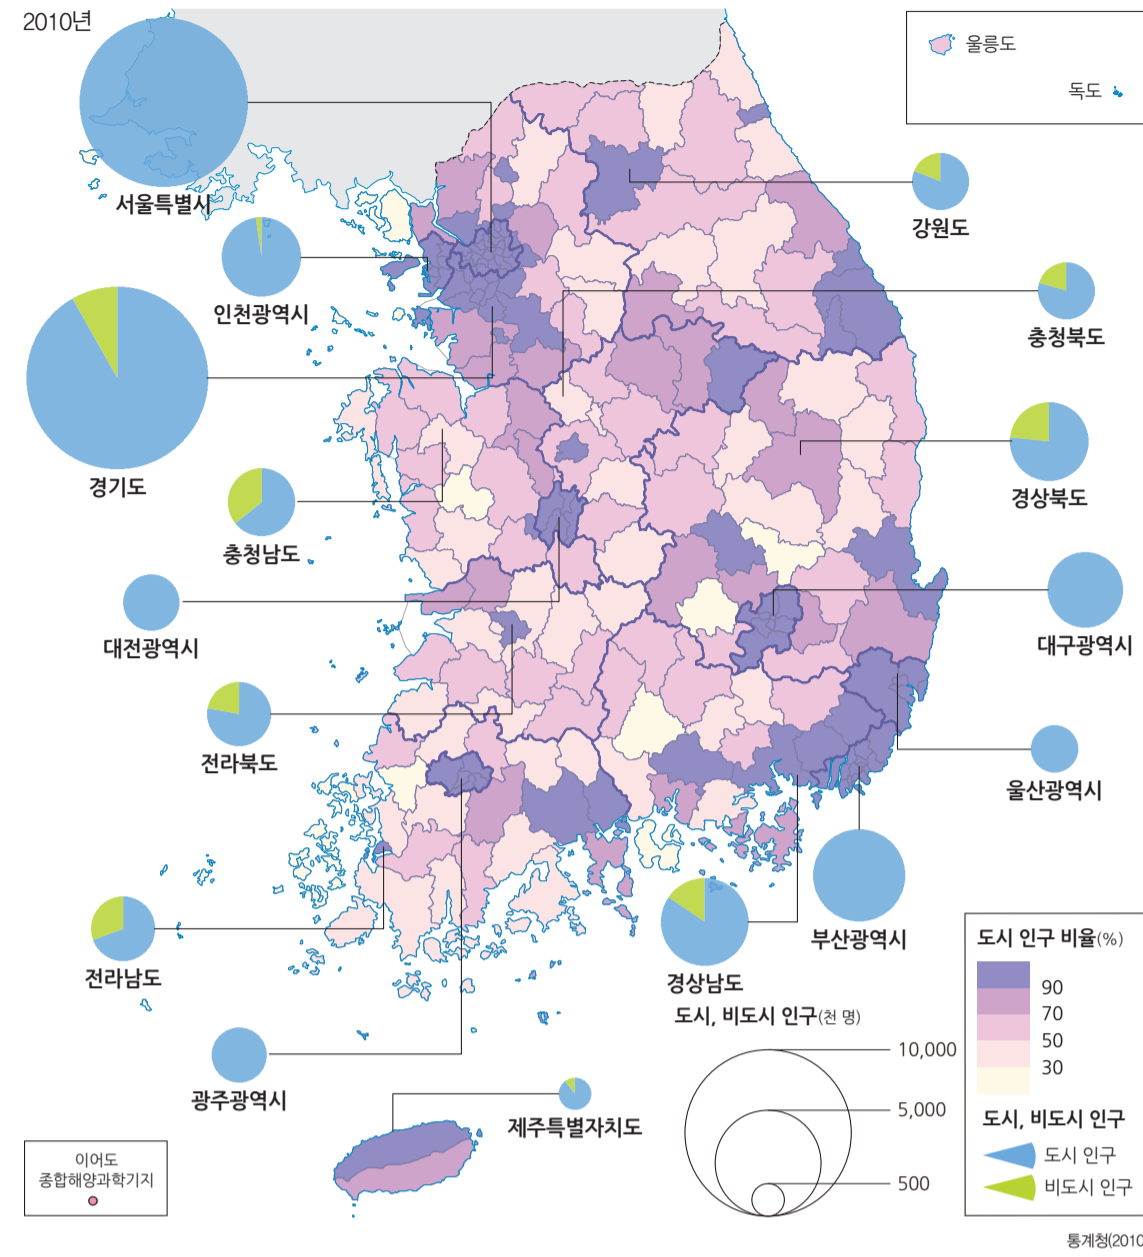 2010년
울릉도
독도
서울특별시
강원도
인천광역시
충청북도
경기도
경상북도
충청남도
대전광역시
대구광역시
전라북도
울산광역시
부산광역시
전라남도
경상남도
광주광역시
제주특별자치도
이어도
종합해양과학기지
도시, 비도시 인구(천 명)
10,000
5,000
500
도시 인구 비율(%)
90
70
50
30
도시, 비도시 인구
도시 인구
비도시 인구
통계청(2010